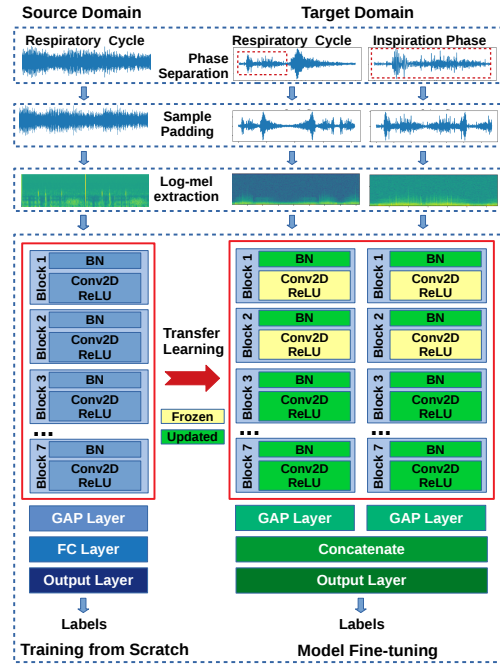 Source Domain
Target Domain
Respiratory Cycle
Phase Separation
Respiratory Cycle
Inspiration Phase
Sample Padding
Log-mel extraction
Block 1
BN
Conv2D
ReLU
Block 2
BN
Conv2D
ReLU
Block 3
BN
Conv2D
ReLU
...
Block 7
BN
Conv2D
ReLU
GAP Layer
FC Layer
Output Layer
Labels
Training from Scratch
Transfer
Learning
Frozen
Updated
Block 1
BN
Conv2D
ReLU
Block 2
BN
Conv2D
ReLU
Block 3
BN
Conv2D
ReLU
...
Block 7
BN
Conv2D
ReLU
GAP Layer
Block 1
BN
Conv2D
ReLU
Block 2
BN
Conv2D
ReLU
Block 3
BN
Conv2D
ReLU
...
Block 7
BN
Conv2D
ReLU
GAP Layer
Concatenate
Output Layer
Labels
Model Fine-tuning